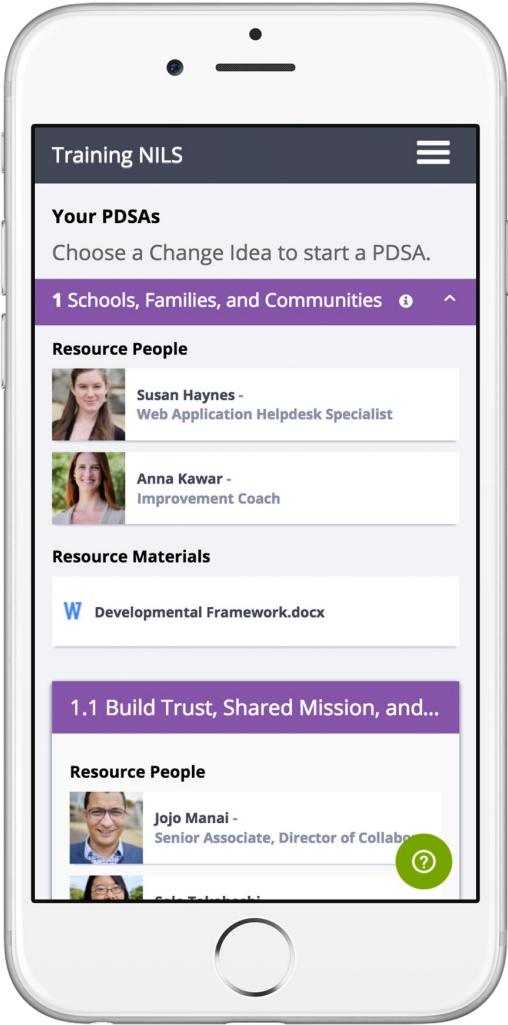 Training NILS
Your PDSAs
Choose a Change Idea to start a PDSA.
1 Schools, Families, and Communities
Resource People
Susan Haynes -
Web Application Helpdesk Specialist
Anna Kawar -
Improvement Coach
Resource Materials
W Developmental Framework.docx
1.1 Build Trust, Shared Mission, and...
Resource People
Jojo Manai -
Senior Associate, Director of Collabo
?